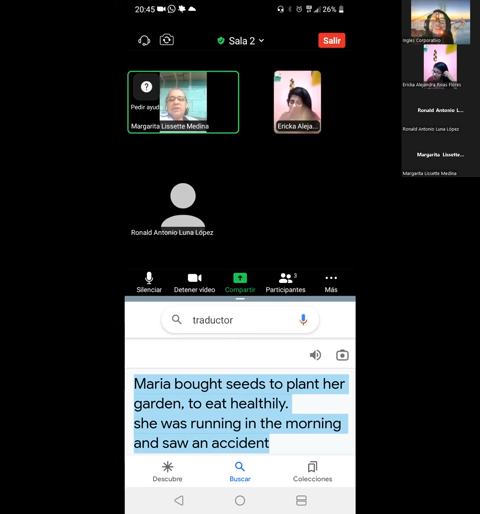 20:45
26%
Sala 2
Salir
Pedir ayud
Margarita Lissette Medina
Ericka Aleja...
Ronald Antonio Luna López
Silenciar
Detener vídeo
Compartir
3
Participantes
Más
traductor
Maria bought seeds to plant her
garden, to eat healthily.
she was running in the morning
and saw an accident
Descubre
Buscar
Colecciones
Ingles Corporativo
Ericka Alejandra Rivas Flores
Ronald Antonio L...
Ronald Antonio Luna López
Margarita Lissette...
Margarita Lissette Medina